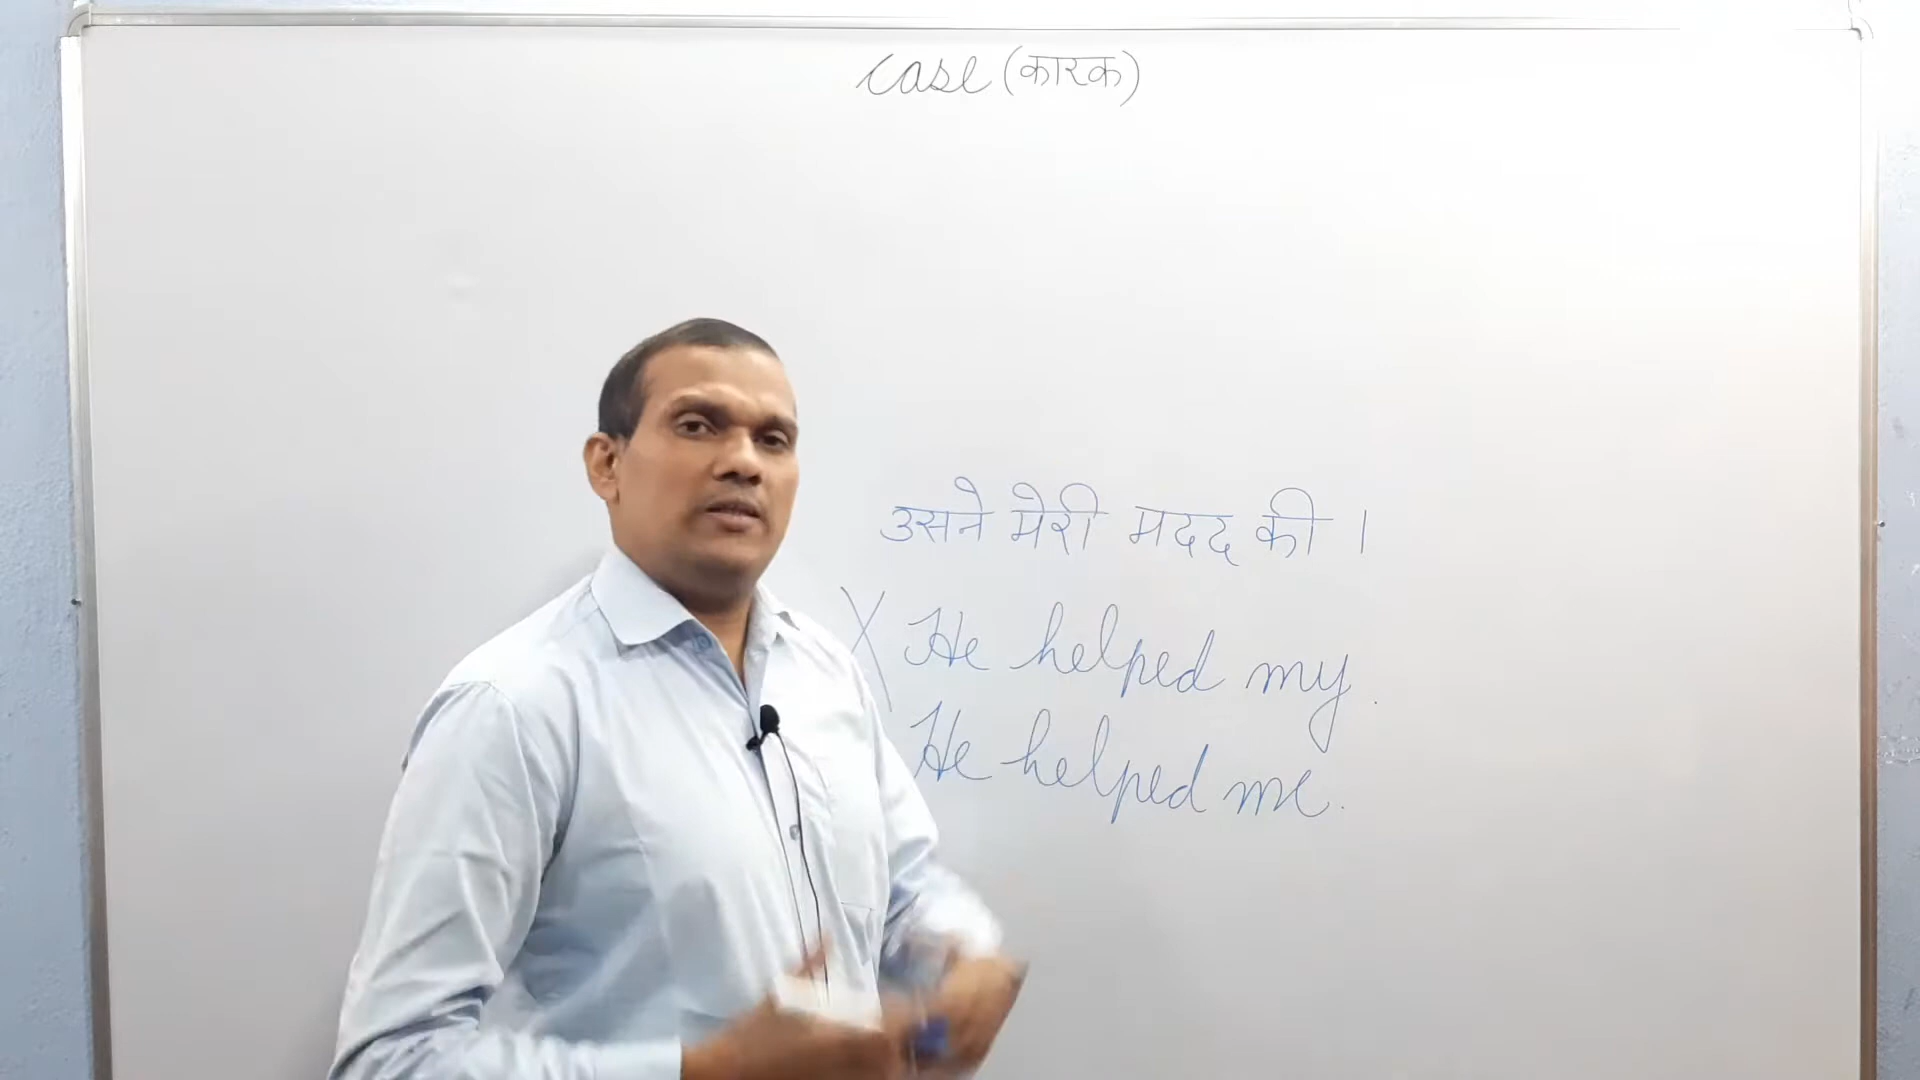 case (कारक)
उसने मेरी मदद की ।
X He helped my.
He helped me.